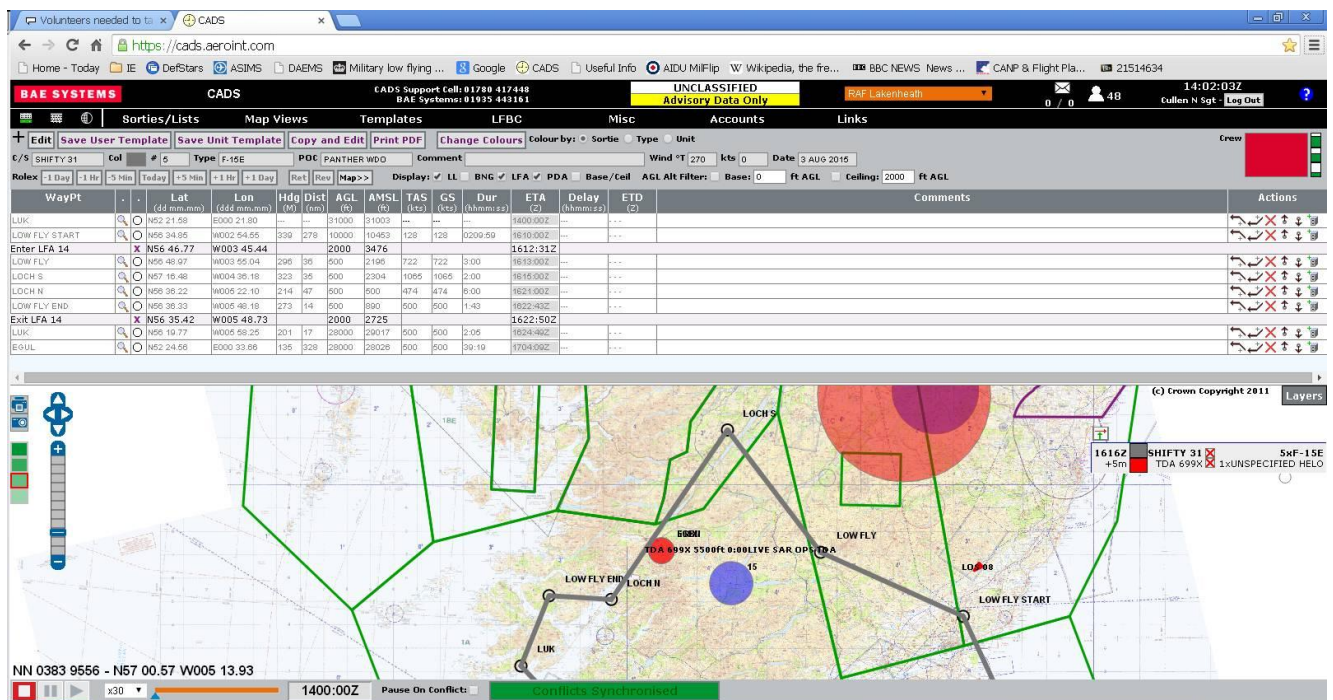 Volunteers needed to ta
CADS
https://cads.aeroint.com
Home - Today IE DefStars ASIMS DAEMS Military low flying ... Google CADS Useful Info AIDU MilFlip Wikipedia, the fre... BBC NEWS News ... CANP & Flight Pla... 21514634
BAE SYSTEMS
CADS
CADS Support Cell: 01780 417448
BAE Systems: 01935 443161
UNCLASSIFIED
Advisory Data Only
RAF Lakenheath
0 / 0
48
14:02:03Z
Cullen N Sgt - Log Out
?
Sorties/Lists Map Views Templates LFBC Misc Accounts Links
+ Edit Save User Template Save Unit Template Copy and Edit Print PDF Change Colours Colour by: Sortie Type Unit Crew
C/S SHIFTY 31 Col # 5 Type F-15E POC PANTHER WDO Comment Wind °T 270 kts 0 Date 3 AUG 2015
Rolex -1 Day -1 Hr -5 Min Today +5 Min +1 Hr +1 Day Ret Rev Map>> Display: LL BNG LFA PDA Base/Ceil AGL Alt Filter: Base: 0 ft AGL Ceiling: 2000 ft AGL
WayPt . . Lat (dd mm.mm) Lon (ddd mm.mm) Hdg (M) Dist (nm) AGL (ft) AMSL (ft) TAS (kts) GS (kts) Dur (hhmm:ss) ETA (Z) Delay (hhmm:ss) ETD (Z) Comments Actions
LUK N52 21.58 E000 21.80 --- --- 31000 31003 --- --- --- 1400:00Z --- ---
LOW FLY START N56 34.85 W002 54.55 339 278 10000 10453 128 128 0209:59 1610:00Z --- ---
Enter LFA 14 X N56 46.77 W003 45.44 2000 3476 1612:31Z
LOW FLY N56 48.97 W003 55.04 296 36 500 2195 722 722 3:00 1613:00Z --- ---
LOCH S N57 16.48 W004 36.18 323 35 500 2304 1065 1065 2:00 1615:00Z --- ---
LOCH N N56 36.22 W005 22.10 214 47 500 500 474 474 6:00 1621:00Z --- ---
LOW FLY END N56 36.33 W005 48.18 273 14 500 890 500 500 1:43 1622:43Z --- ---
Exit LFA 14 X N56 35.42 W005 48.73 2000 2725 1622:50Z
LUK N56 19.77 W005 58.25 201 17 28000 29017 500 500 2:05 1624:49Z --- ---
EGUL N52 24.56 E000 33.66 135 328 28000 28026 500 500 39:19 1704:09Z --- ---
(c) Crown Copyright 2011
Layers
LOCH S
1616Z SHIFTY 31 5xF-15E
+5m TDA 699X 1xUNSPECIFIED HELO
LOW FLY
TDA 699X 5500ft 0:00LIVE SAR OPS TDA
15
LOW FLY END
LOCH N
LOW FLY START
LUK
NN 0383 9556 - N57 00.57 W005 13.93
x30
1400:00Z
Pause On Conflict:
Conflicts Synchronised